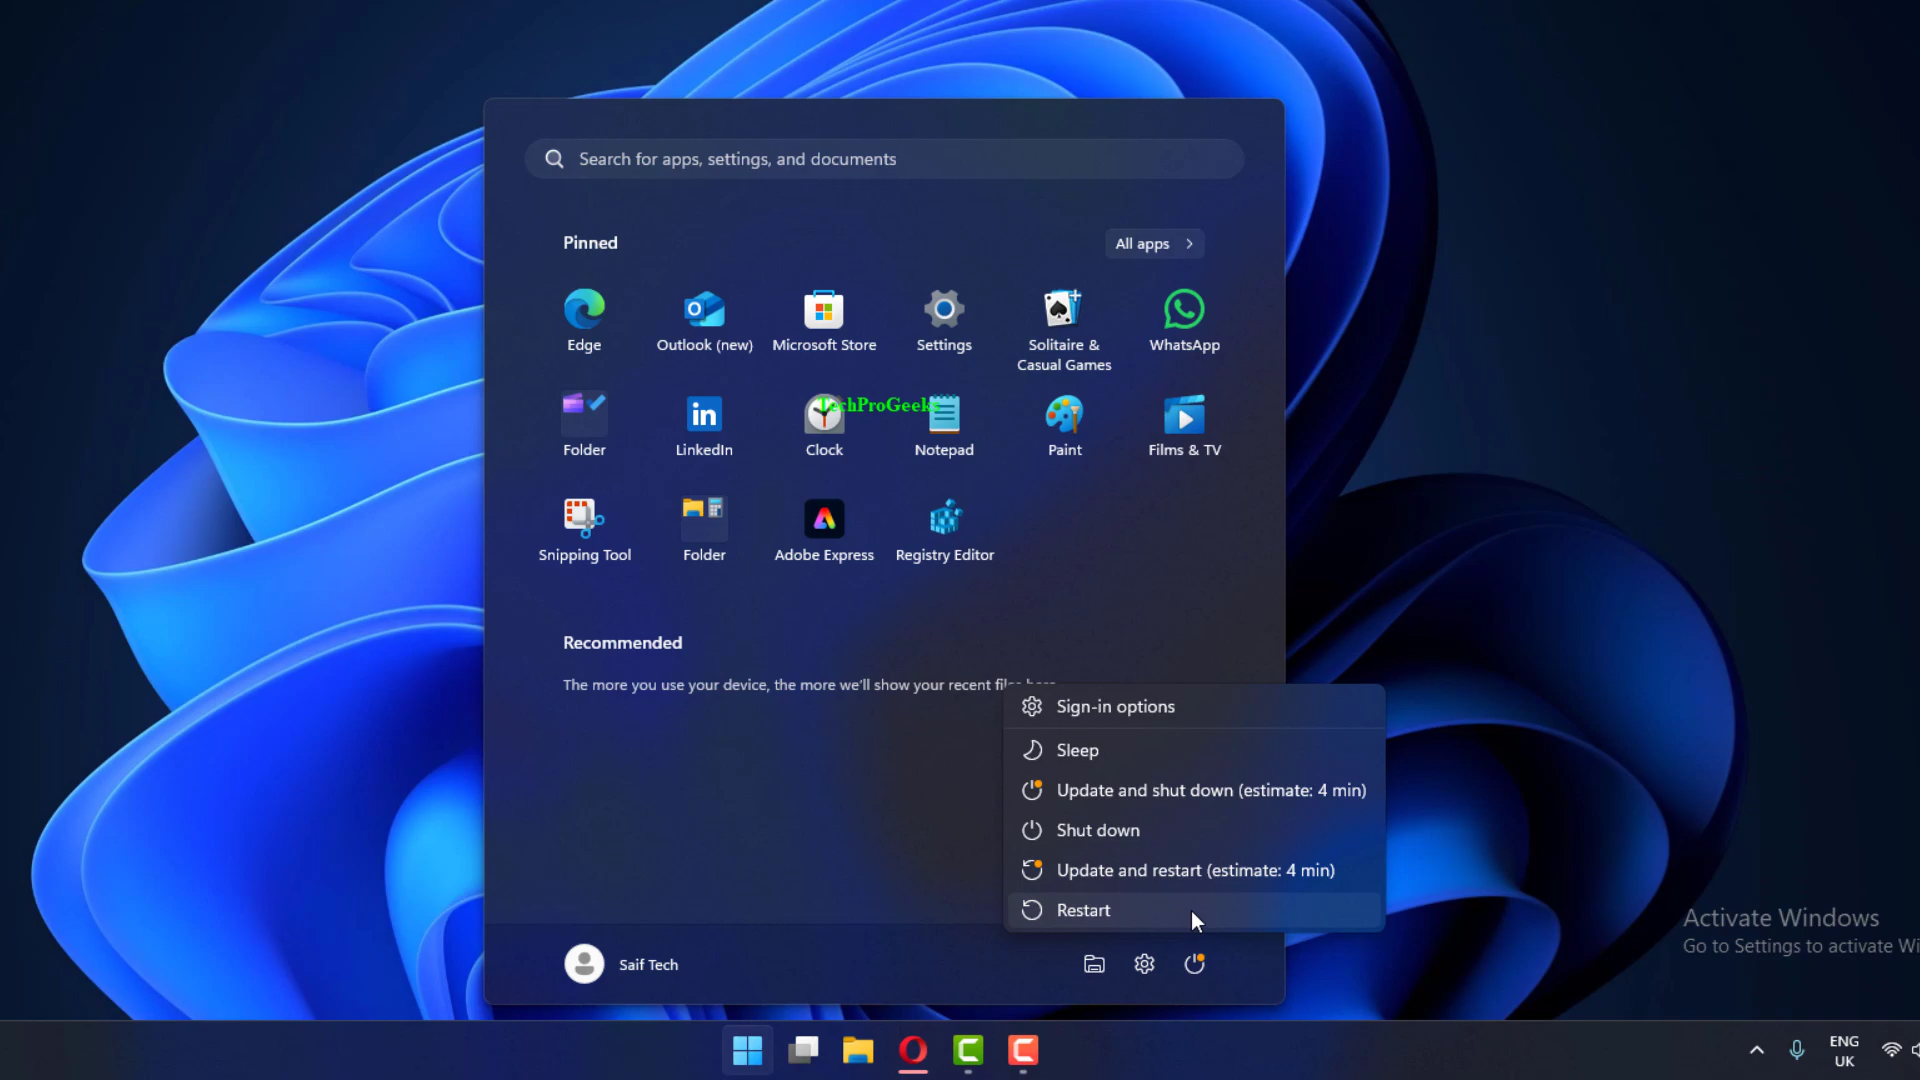 Search for apps, settings, and documents
Pinned
All apps
Edge
Outlook (new)
Microsoft Store
Settings
Solitaire &
Casual Games
WhatsApp
TechProGeeks
Folder
LinkedIn
Clock
Notepad
Paint
Films & TV
Snipping Tool
Folder
Adobe Express
Registry Editor
Recommended
The more you use your device, the more we'll show your recent files here.
Sign-in options
Sleep
Update and shut down (estimate: 4 min)
Shut down
Update and restart (estimate: 4 min)
Restart
Activate Windows
Go to Settings to activate Wi
Saif Tech
ENG
UK